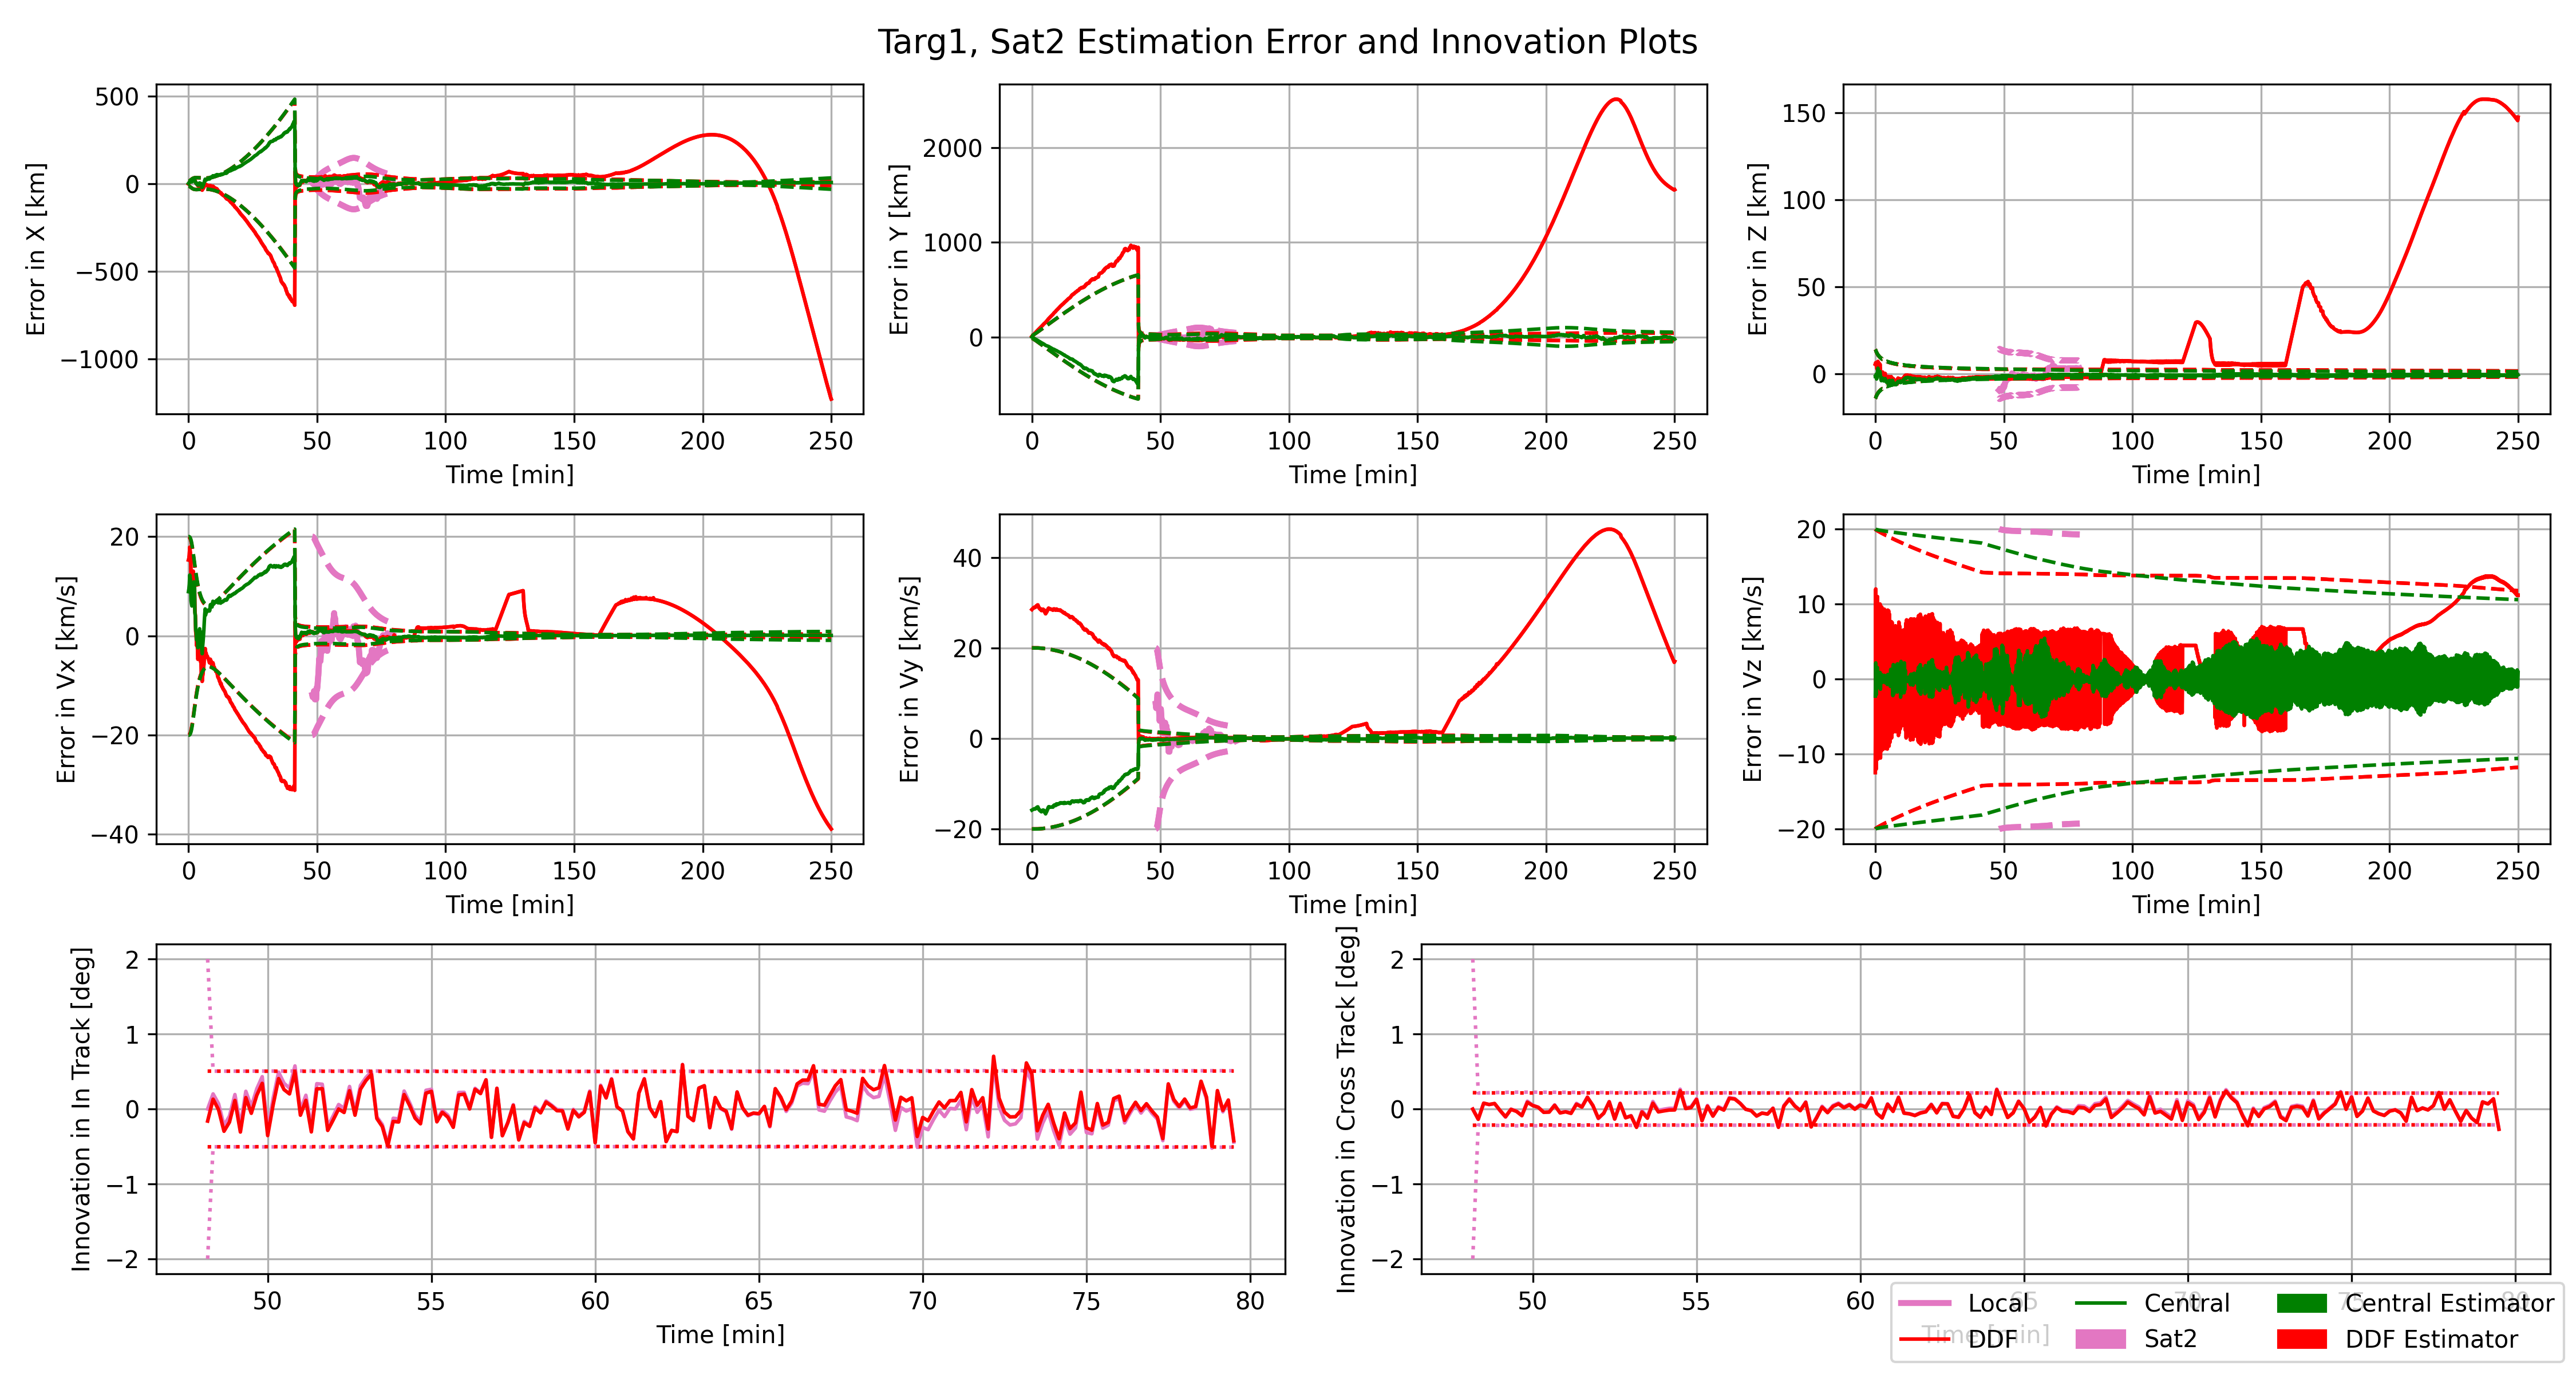 Targ1, Sat2 Estimation Error and Innovation Plots
Error in X [km]
500
0
−500
−1000
0 50 100 150 200 250
Time [min]
Error in Y [km]
2000
1000
0
0 50 100 150 200 250
Time [min]
Error in Z [km]
150
100
50
0
0 50 100 150 200 250
Time [min]
Error in Vx [km/s]
20
0
−20
−40
0 50 100 150 200 250
Time [min]
Error in Vy [km/s]
40
20
0
−20
0 50 100 150 200 250
Time [min]
Error in Vz [km/s]
20
10
0
−10
−20
0 50 100 150 200 250
Time [min]
Innovation in In Track [deg]
2
1
0
−1
−2
50 55 60 65 70 75 80
Time [min]
Innovation in Cross Track [deg]
2
1
0
−1
−2
50 55 60 65 70 75 80
Time [min]
Local Central Central Estimator
DDF Sat2 DDF Estimator